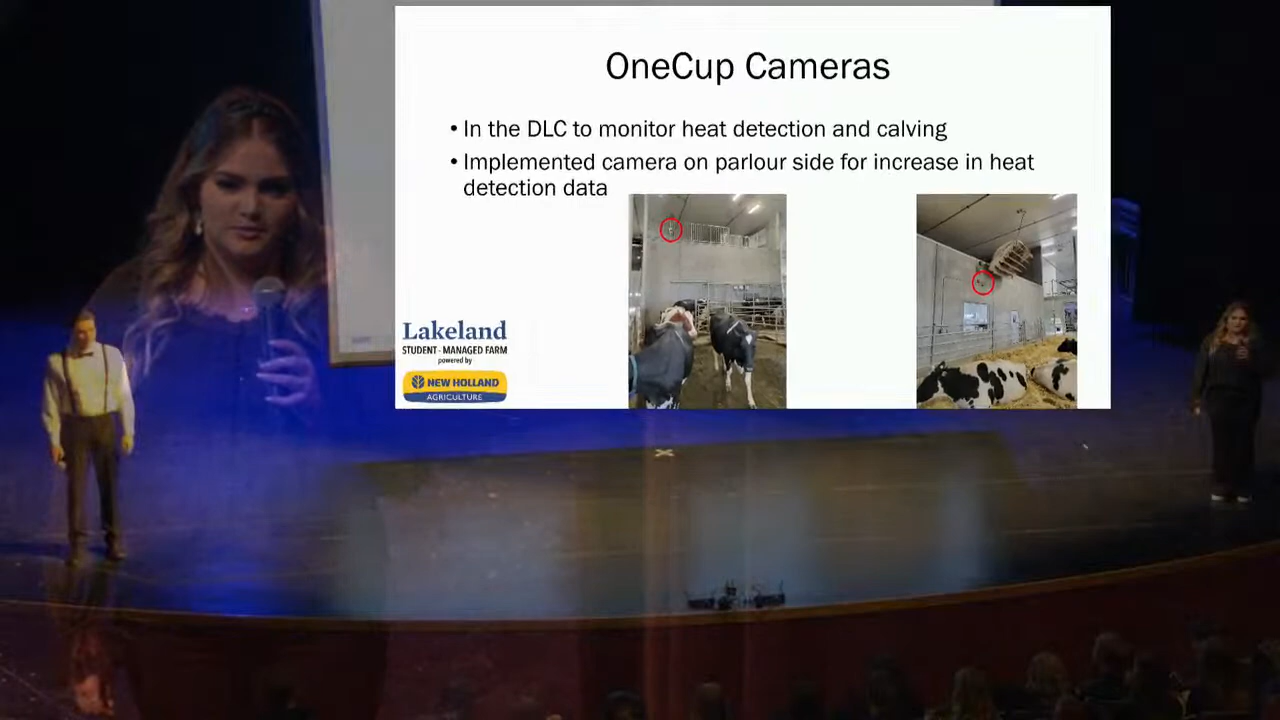 OneCup Cameras
• In the DLC to monitor heat detection and calving
• Implemented camera on parlour side for increase in heat
detection data
Lakeland
STUDENT-MANAGED FARM
powered by
NEW HOLLAND
AGRICULTURE